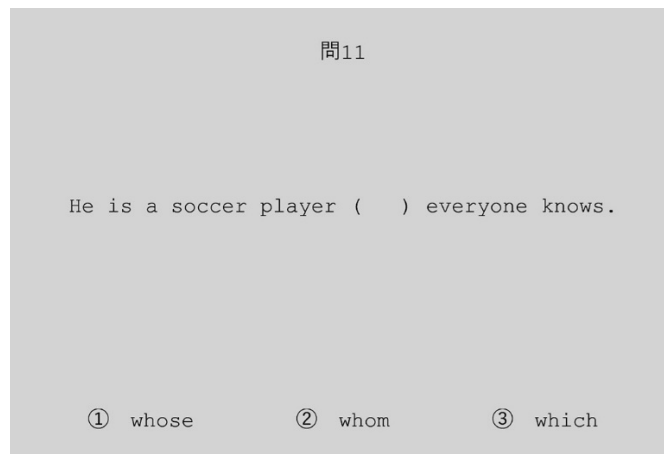 問11
He is a soccer player (  ) everyone knows.
① whose ② whom ③ which